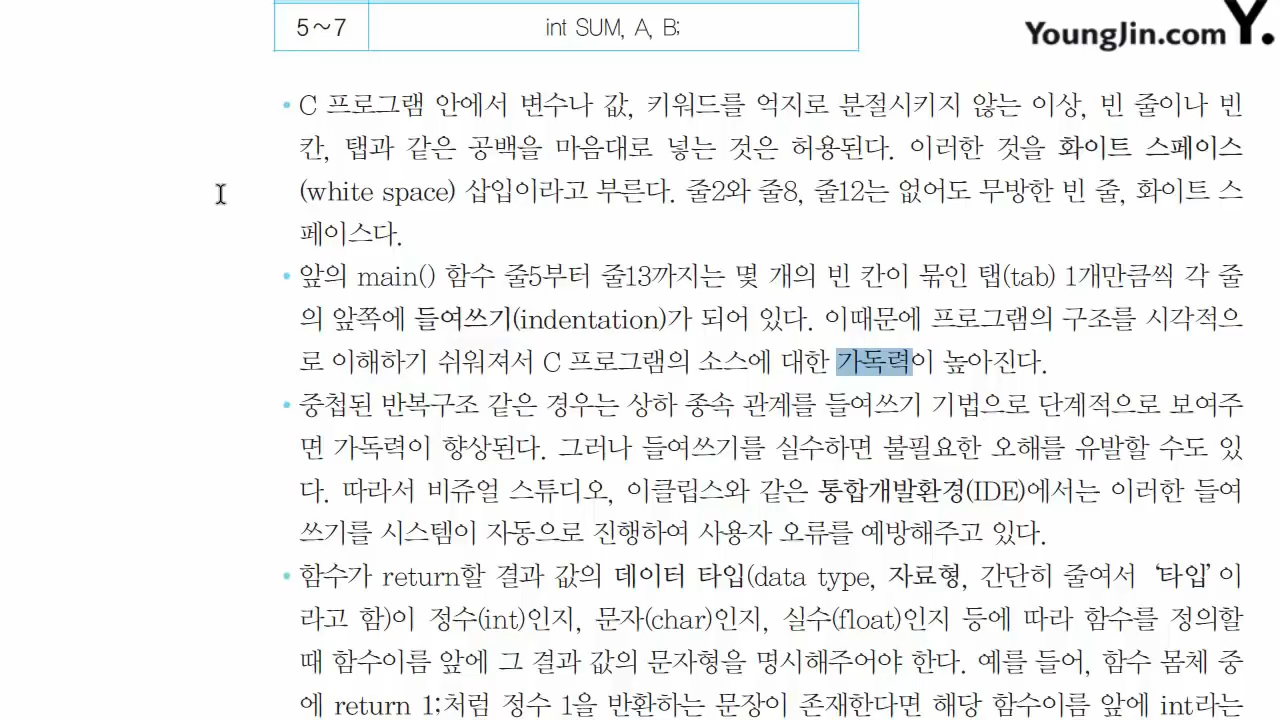 5～7 int SUM, A, B;
YoungJin.com Y.
• C 프로그램 안에서 변수나 값, 키워드를 억지로 분절시키지 않는 이상, 빈 줄이나 빈
칸, 탭과 같은 공백을 마음대로 넣는 것은 허용된다. 이러한 것을 화이트 스페이스
(white space) 삽입이라고 부른다. 줄2와 줄8, 줄12는 없어도 무방한 빈 줄, 화이트 스
페이스다.
• 앞의 main() 함수 줄5부터 줄13까지는 몇 개의 빈 칸이 묶인 탭(tab) 1개만큼씩 각 줄
의 앞쪽에 들여쓰기(indentation)가 되어 있다. 이때문에 프로그램의 구조를 시각적으
로 이해하기 쉬워져서 C 프로그램의 소스에 대한 가독력이 높아진다.
• 중첩된 반복구조 같은 경우는 상하 종속 관계를 들여쓰기 기법으로 단계적으로 보여주
면 가독력이 향상된다. 그러나 들여쓰기를 실수하면 불필요한 오해를 유발할 수도 있
다. 따라서 비쥬얼 스튜디오, 이클립스와 같은 통합개발환경(IDE)에서는 이러한 들여
쓰기를 시스템이 자동으로 진행하여 사용자 오류를 예방해주고 있다.
• 함수가 return할 결과 값의 데이터 타입(data type, 자료형, 간단히 줄여서 ‘타입’이
라고 함)이 정수(int)인지, 문자(char)인지, 실수(float)인지 등에 따라 함수를 정의할
때 함수이름 앞에 그 결과 값의 문자형을 명시해주어야 한다. 예를 들어, 함수 몸체 중
에 return 1;처럼 정수 1을 반환하는 문장이 존재한다면 해당 함수이름 앞에 int라는